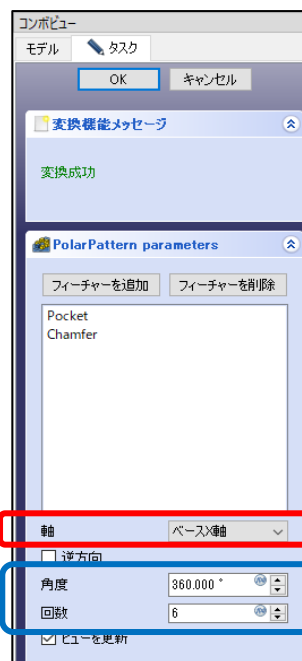 コンボビュー
モデル タスク
OK キャンセル
変換機能メッセージ
変換成功
PolarPattern parameters
フィーチャーを追加 フィーチャーを削除
Pocket
Chamfer
軸 ベースX軸
逆方向
角度 360.000 °
回数 6
ビューを更新